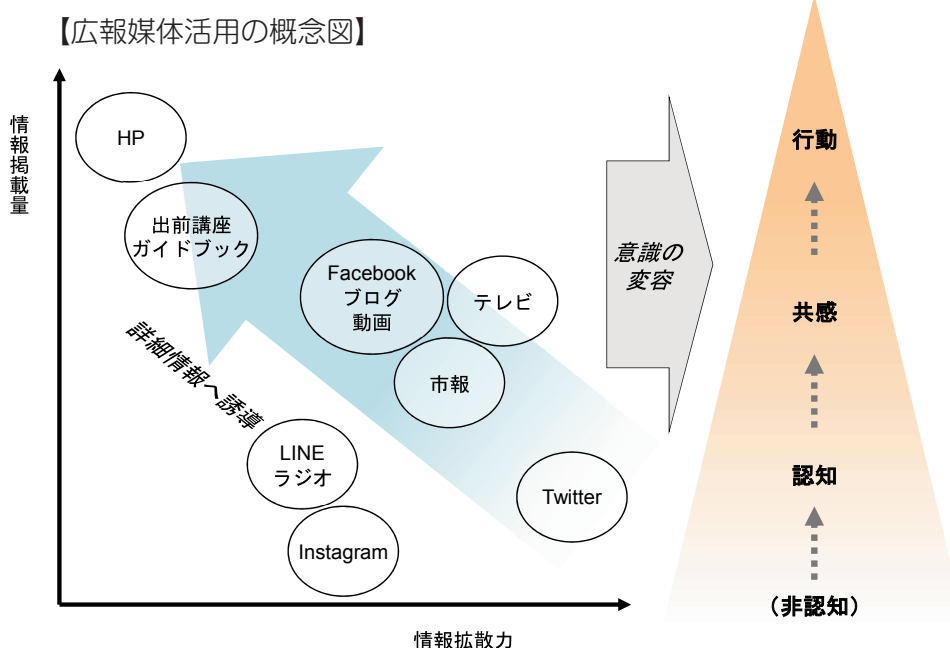 【広報媒体活用の概念図】
情報掲載量
HP
出前講座
ガイドブック
Facebook
ブログ
動画
テレビ
市報
詳細情報へ誘導
LINE
ラジオ
Instagram
Twitter
情報拡散力
意識の
変容
行動
共感
認知
（非認知）